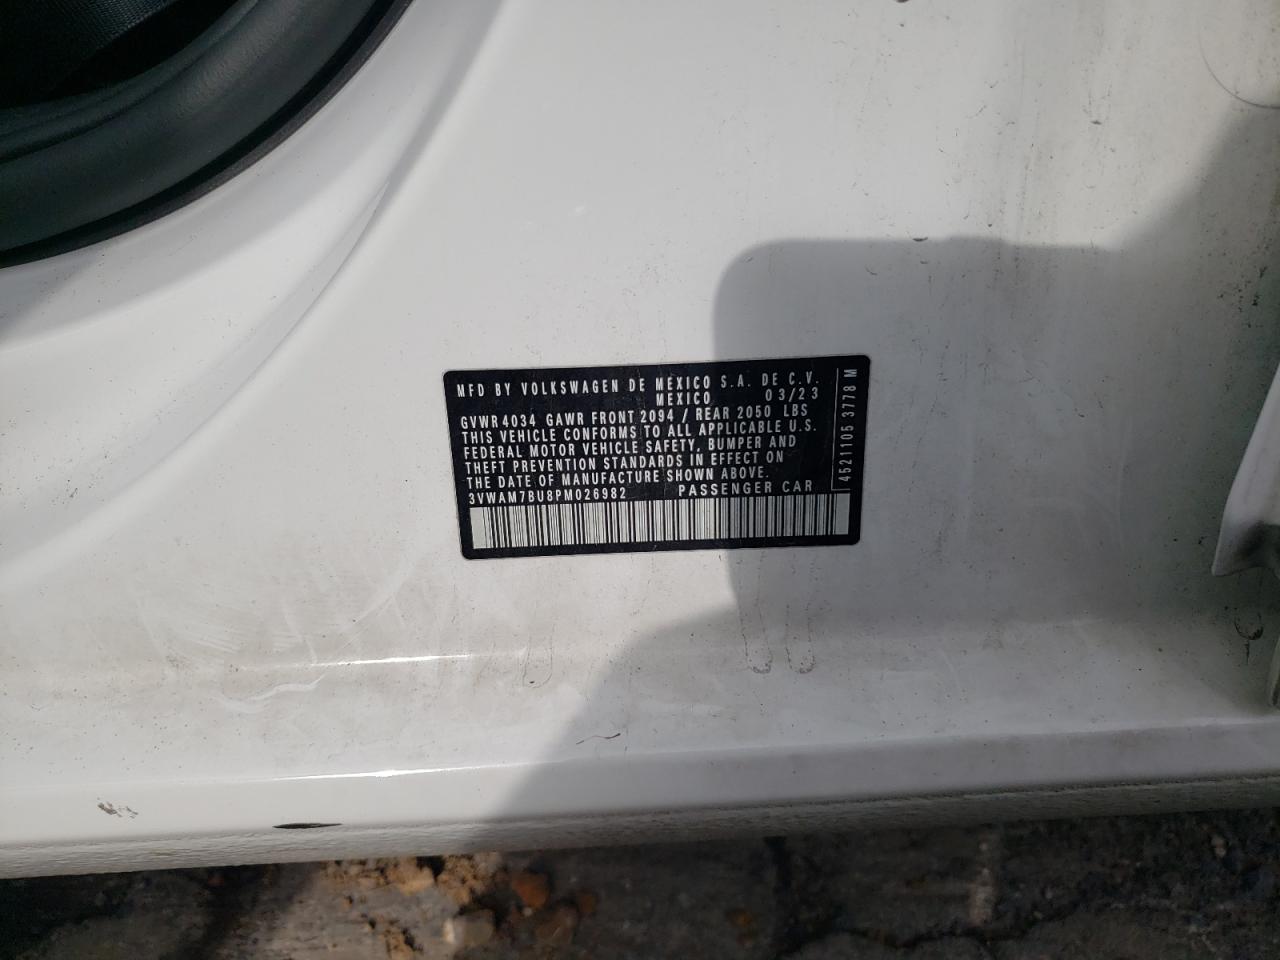 MFD BY VOLKSWAGEN DE MEXICO S.A. DE C.V.
MEXICO 03/23
GVWR 4034 GAWR FRONT 2094 / REAR 2050 LBS
THIS VEHICLE CONFORMS TO ALL APPLICABLE U.S.
FEDERAL MOTOR VEHICLE SAFETY, BUMPER AND
THEFT PREVENTION STANDARDS IN EFFECT ON
THE DATE OF MANUFACTURE SHOWN ABOVE.
3VWAM7BU8PM026982 PASSENGER CAR
4521105 3778 M